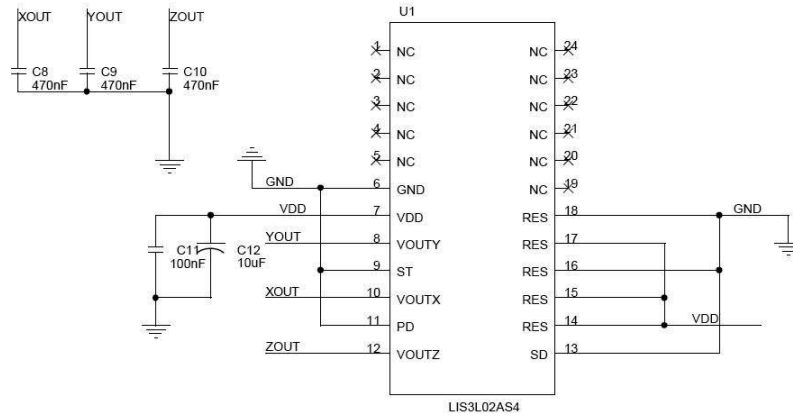 U1
XOUT YOUT ZOUT
C8 470nF C9 470nF C10 470nF
1 NC NC 24
2 NC NC 23
3 NC NC 22
4 NC NC 21
5 NC NC 20
NC 19
GND 6 GND
RES 18 GND
VDD 7 VDD
YOUT 8 VOUTY RES 17
C11 100nF C12 10uF
9 ST RES 16
XOUT 10 VOUTX RES 15
11 PD RES 14 VDD
ZOUT 12 VOUTZ SD 13
LIS3L02AS4